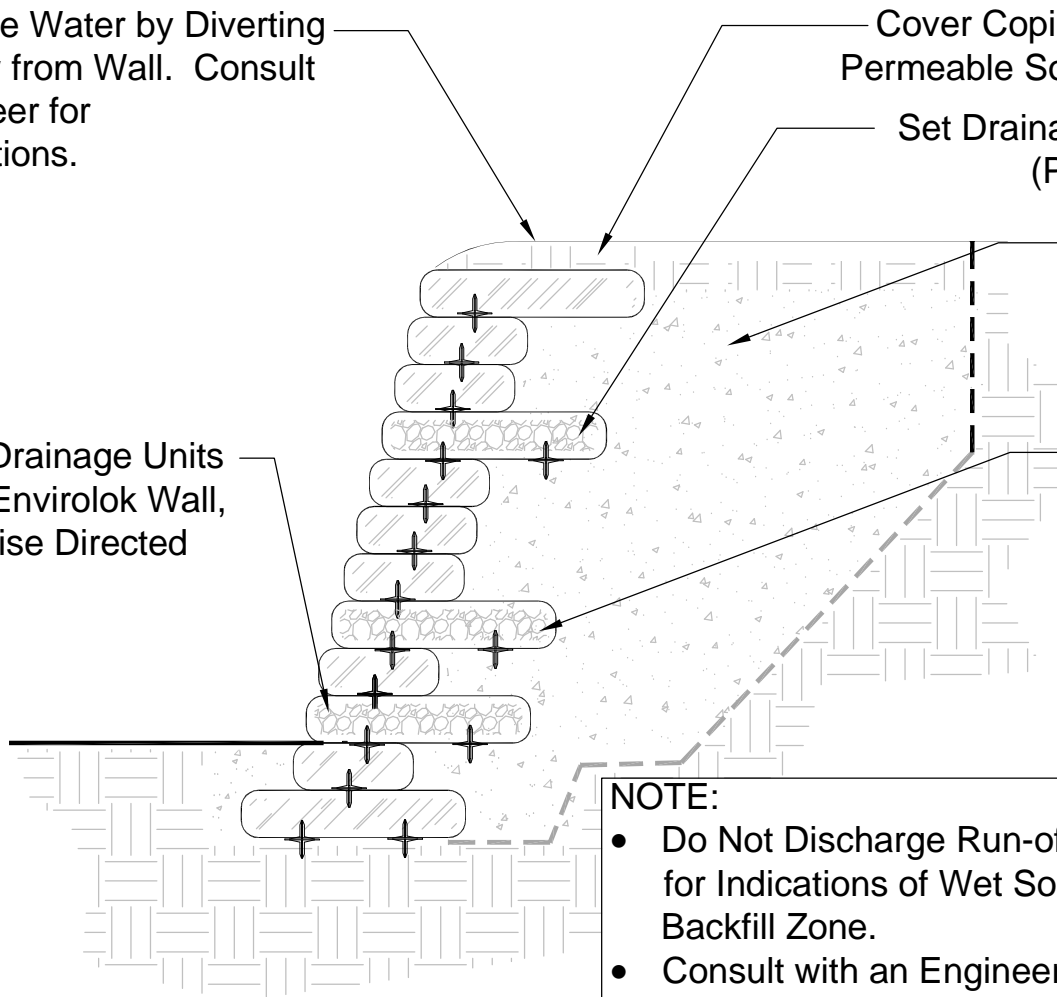 e Water by Diverting
from Wall. Consult
eer for
tions.
Cover Copi
Permeable So
Set Draina
(P
Drainage Units
Envirolok Wall,
ise Directed
NOTE:
• Do Not Discharge Run-of
for Indications of Wet So
Backfill Zone.
• Consult with an Engineer